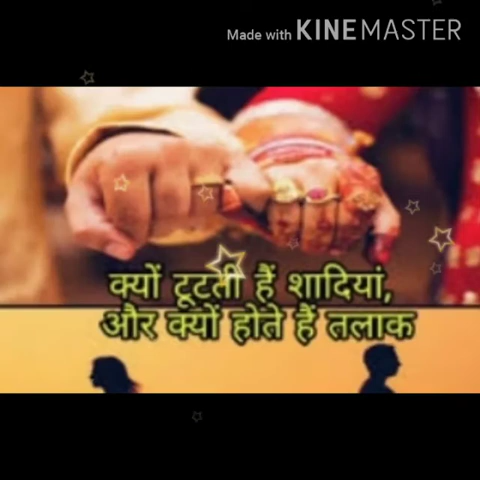 Made with KINEMASTER
क्यों टूटती हैं शादियां,
और क्यों होते हैं तलाक